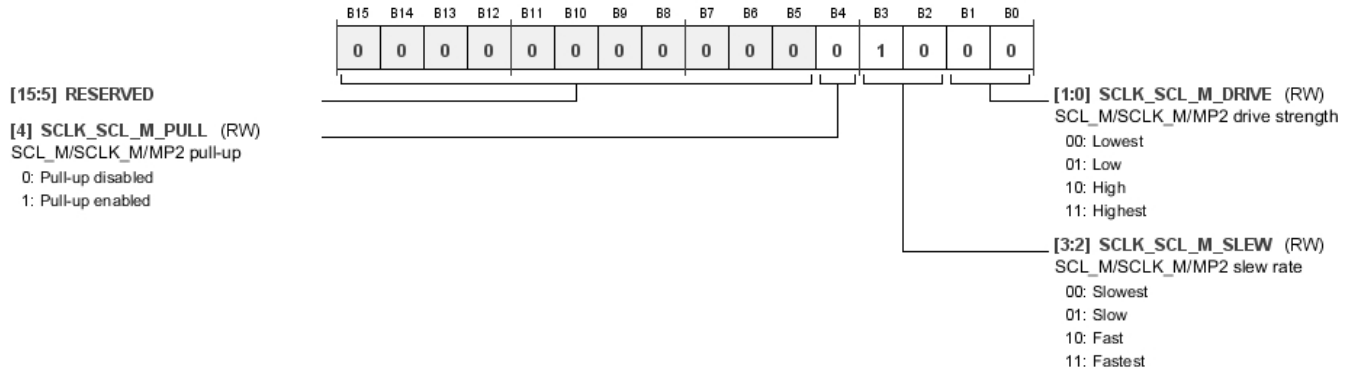 B15 B14 B13 B12 B11 B10 B9 B8 B7 B6 B5 B4 B3 B2 B1 B0
0 0 0 0 0 0 0 0 0 0 0 0 1 0 0 0
[15:5] RESERVED
[4] SCLK_SCL_M_PULL (RW)
SCL_M/SCLK_M/MP2 pull-up
0: Pull-up disabled
1: Pull-up enabled
[1:0] SCLK_SCL_M_DRIVE (RW)
SCL_M/SCLK_M/MP2 drive strength
00: Lowest
01: Low
10: High
11: Highest
[3:2] SCLK_SCL_M_SLEW (RW)
SCL_M/SCLK_M/MP2 slew rate
00: Slowest
01: Slow
10: Fast
11: Fastest